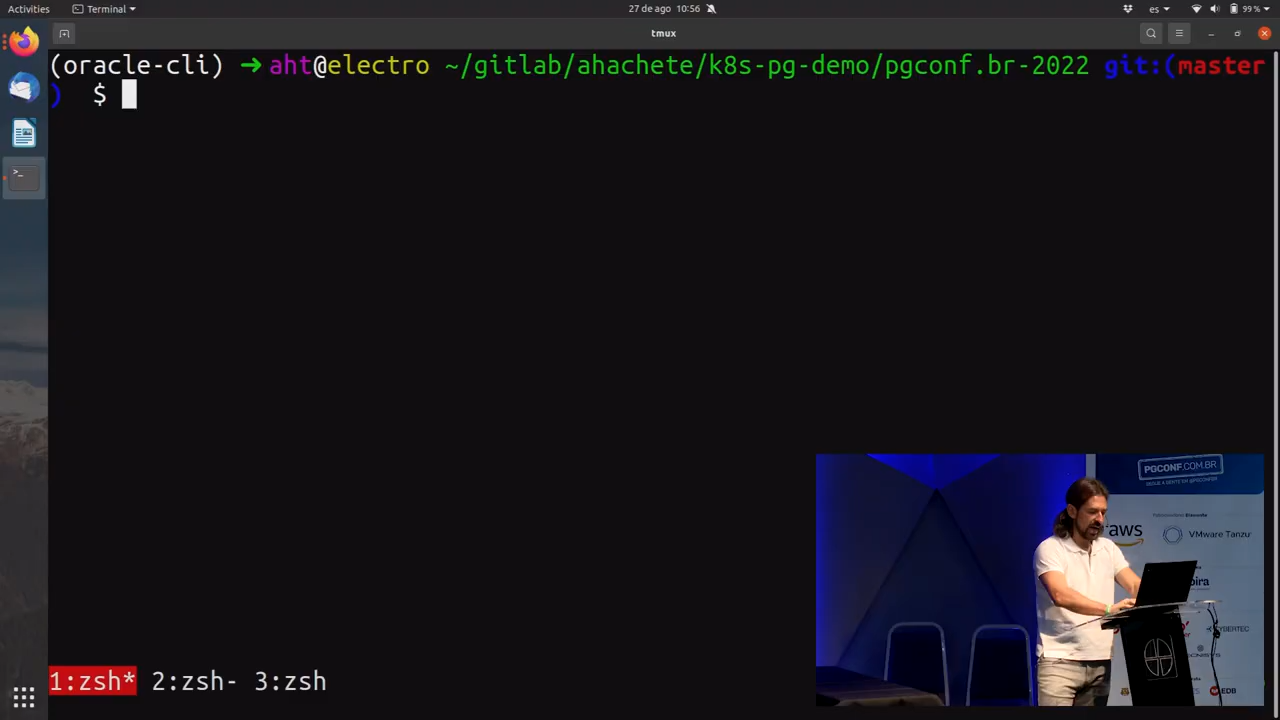 Activities
Terminal
27 de ago 10:56
es
99 %
tmux
(oracle-cli) ➜ aht@electro ~/gitlab/ahachete/k8s-pg-demo/pgconf.br-2022 git:(master
) $
PGCONF.COM.BR
aws
VMware Tanzu
EDB
1:zsh* 2:zsh- 3:zsh